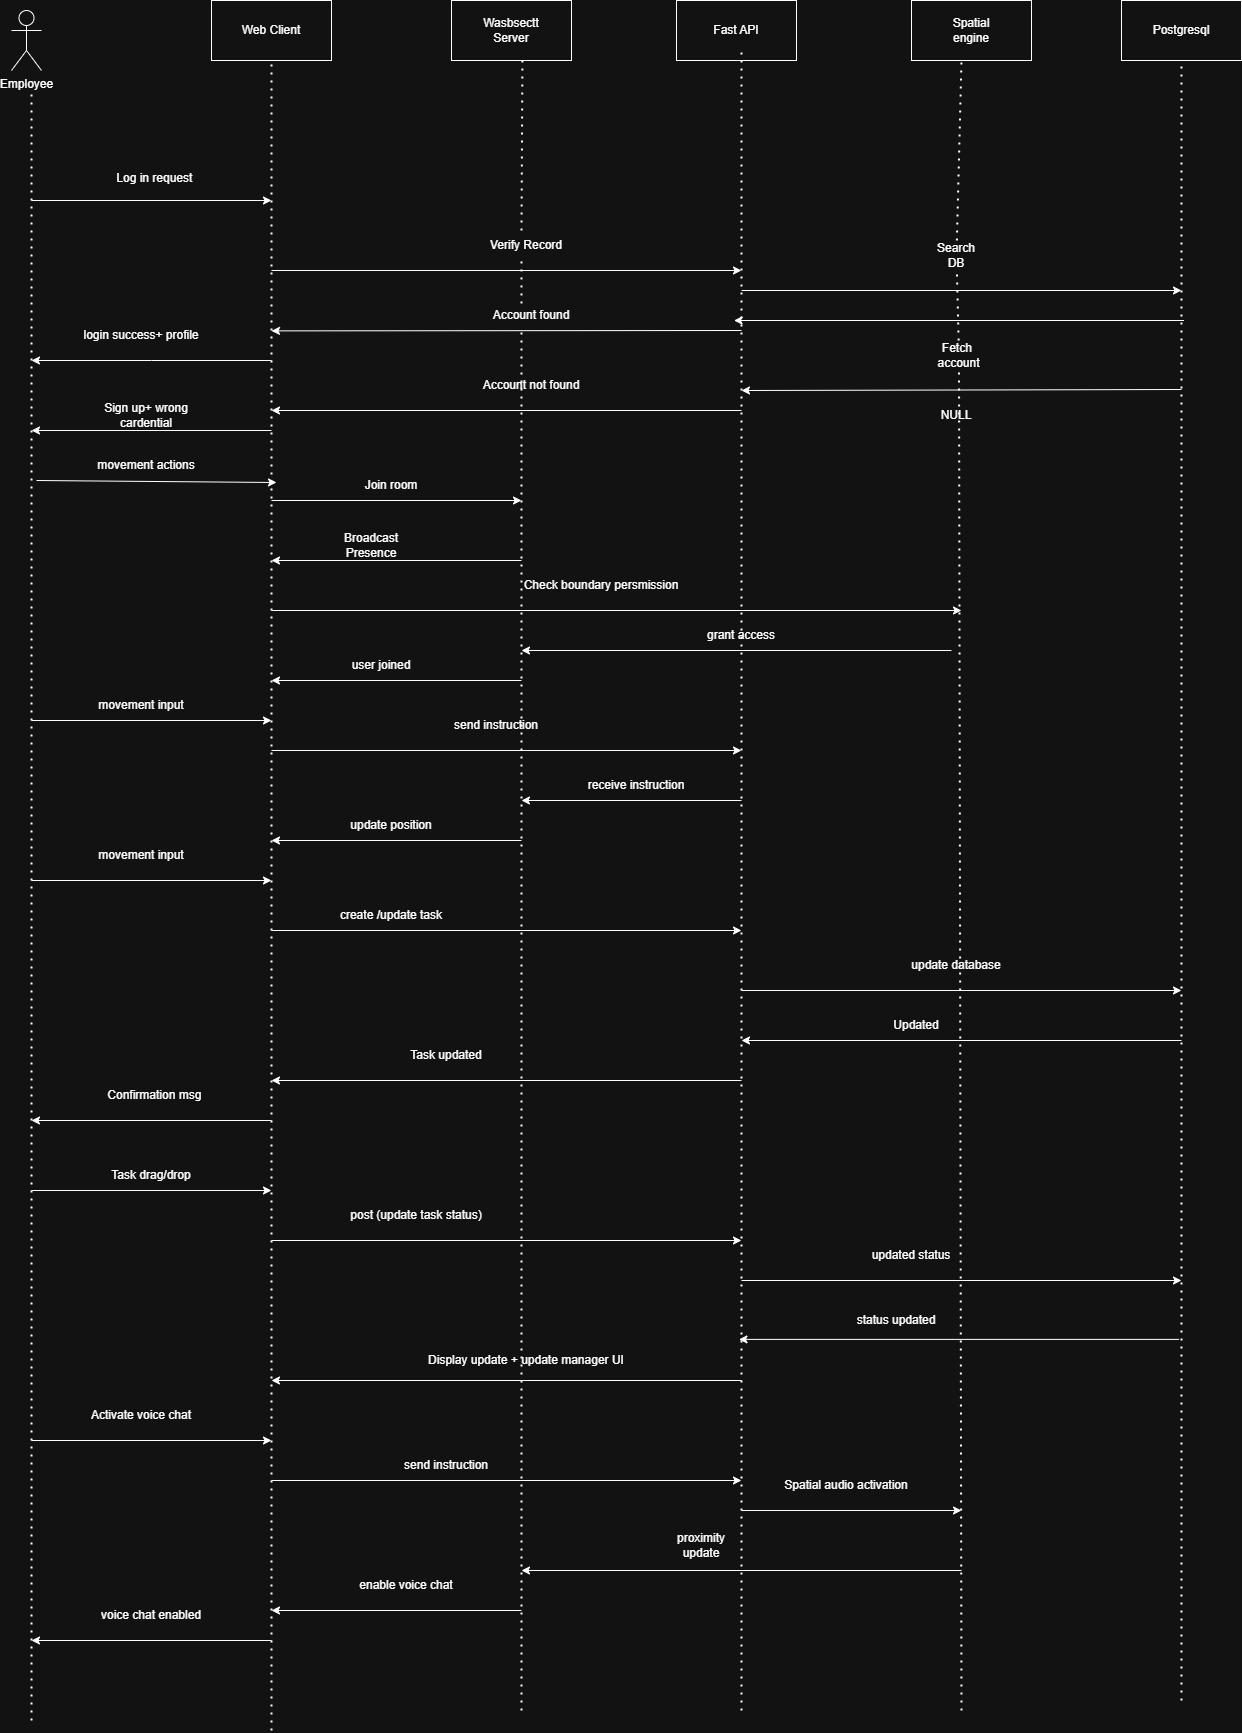 Employee
Web Client
Wasbsectt
Server
Fast API
Spatial
engine
Postgresql
Log in request
Verify Record
Search
DB
Account found
login success+ profile
Fetch
account
Account not found
Sign up+ wrong
cardential
NULL
movement actions
Join room
Broadcast
Presence
Check boundary persmission
grant access
user joined
movement input
send instruction
receive instruction
update position
movement input
create /update task
update database
Updated
Task updated
Confirmation msg
Task drag/drop
post (update task status)
updated status
status updated
Display update + update manager UI
Activate voice chat
send instruction
Spatial audio activation
proximity
update
enable voice chat
voice chat enabled